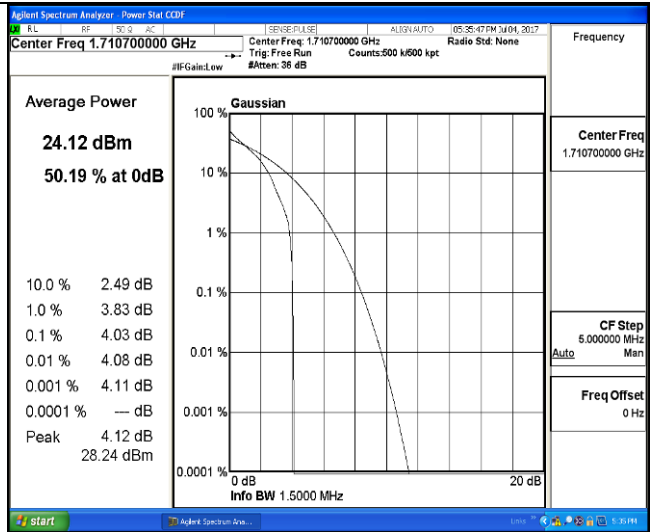 Agilent Spectrum Analyzer - Power Stat CCDF
LXI RL RF 50 Ω AC SENSE:PULSE ALIGN AUTO 05:35:47 PM Jul 04, 2017
Center Freq 1.710700000 GHz
Center Freq: 1.710700000 GHz Radio Std: None
Trig: Free Run Counts:500 k/500 kpt
#IFGain:Low #Atten: 36 dB
Frequency
Average Power
24.12 dBm
50.19 % at 0dB
10.0 % 2.49 dB
1.0 % 3.83 dB
0.1 % 4.03 dB
0.01 % 4.08 dB
0.001 % 4.11 dB
0.0001 % --- dB
Peak 4.12 dB
28.24 dBm
Gaussian
100 %
10 %
1 %
0.1 %
0.01 %
0.001 %
0.0001 %
0 dB 20 dB
Info BW 1.5000 MHz
Center Freq
1.710700000 GHz
CF Step
5.000000 MHz
Auto Man
Freq Offset
0 Hz
start Agilent Spectrum Ana... Links » 5:35 PM